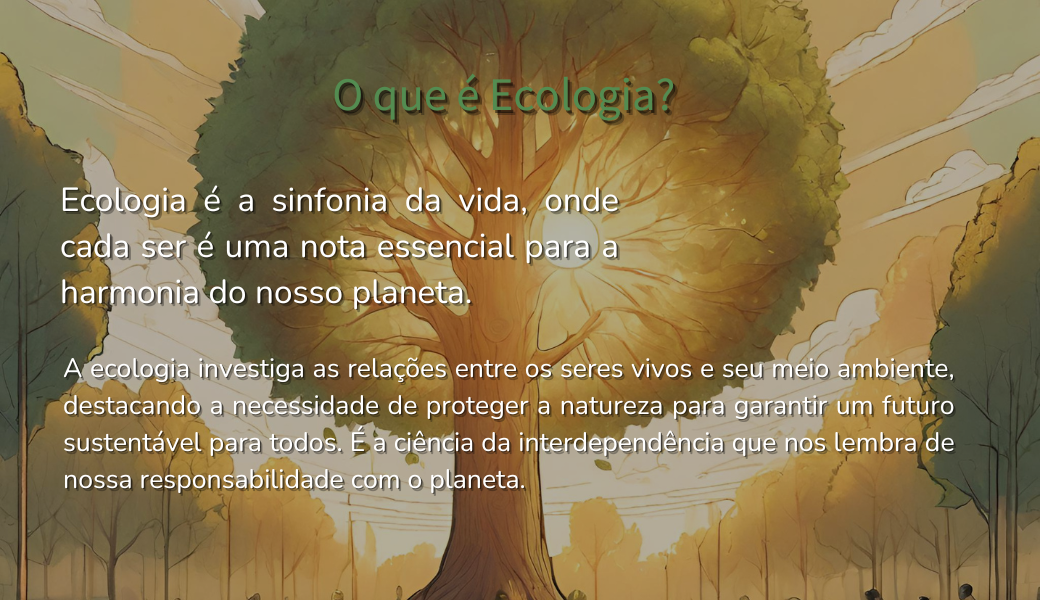 O que é Ecologia?
Ecologia é a sinfonia da vida, onde
cada ser é uma nota essencial para a
harmonia do nosso planeta.
A ecologia investiga as relações entre os seres vivos e seu meio ambiente,
destacando a necessidade de proteger a natureza para garantir um futuro
sustentável para todos. É a ciência da interdependência que nos lembra de
nossa responsabilidade com o planeta.